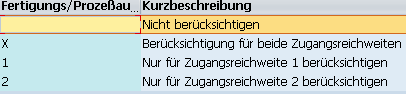 Fertigungs/Prozeßau... Kurzbeschreibung
Nicht berücksichtigen
X Berücksichtigung für beide Zugangsreichweiten
1 Nur für Zugangsreichweite 1 berücksichtigen
2 Nur für Zugangsreichweite 2 berücksichtigen